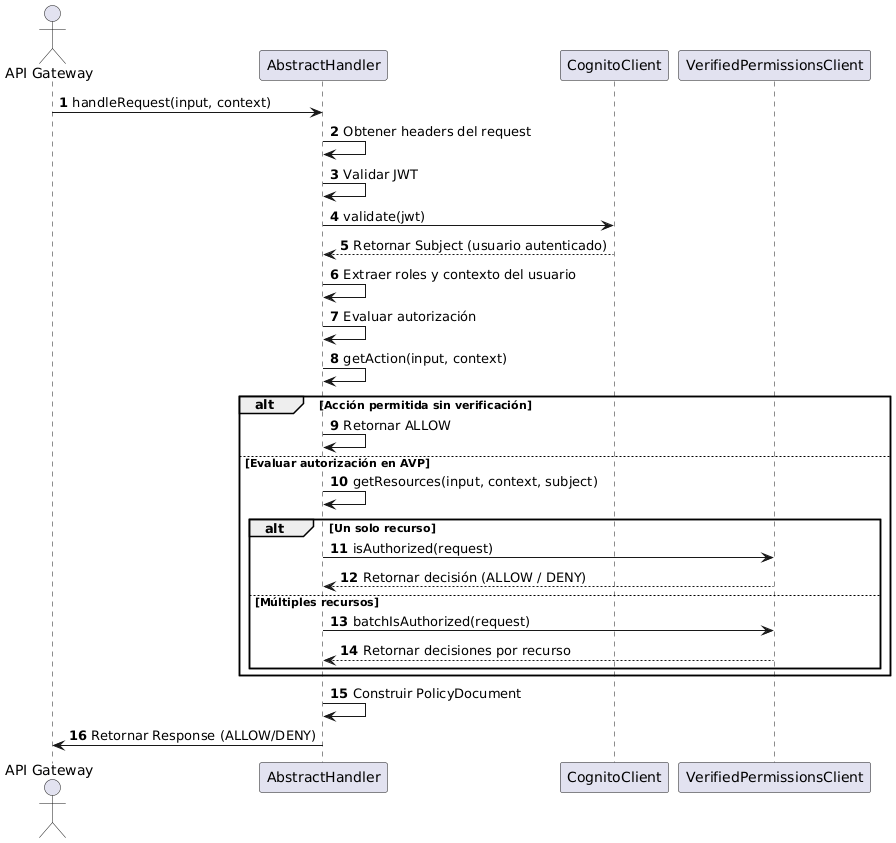 API Gateway
AbstractHandler
CognitoClient
VerifiedPermissionsClient
1 handleRequest(input, context)
2 Obtener headers del request
3 Validar JWT
4 validate(jwt)
5 Retornar Subject (usuario autenticado)
6 Extraer roles y contexto del usuario
7 Evaluar autorización
8 getAction(input, context)
alt [Acción permitida sin verificación]
9 Retornar ALLOW
[Evaluar autorización en AVP]
10 getResources(input, context, subject)
alt [Un solo recurso]
11 isAuthorized(request)
12 Retornar decisión (ALLOW / DENY)
[Múltiples recursos]
13 batchIsAuthorized(request)
14 Retornar decisiones por recurso
15 Construir PolicyDocument
16 Retornar Response (ALLOW/DENY)
API Gateway
AbstractHandler
CognitoClient
VerifiedPermissionsClient